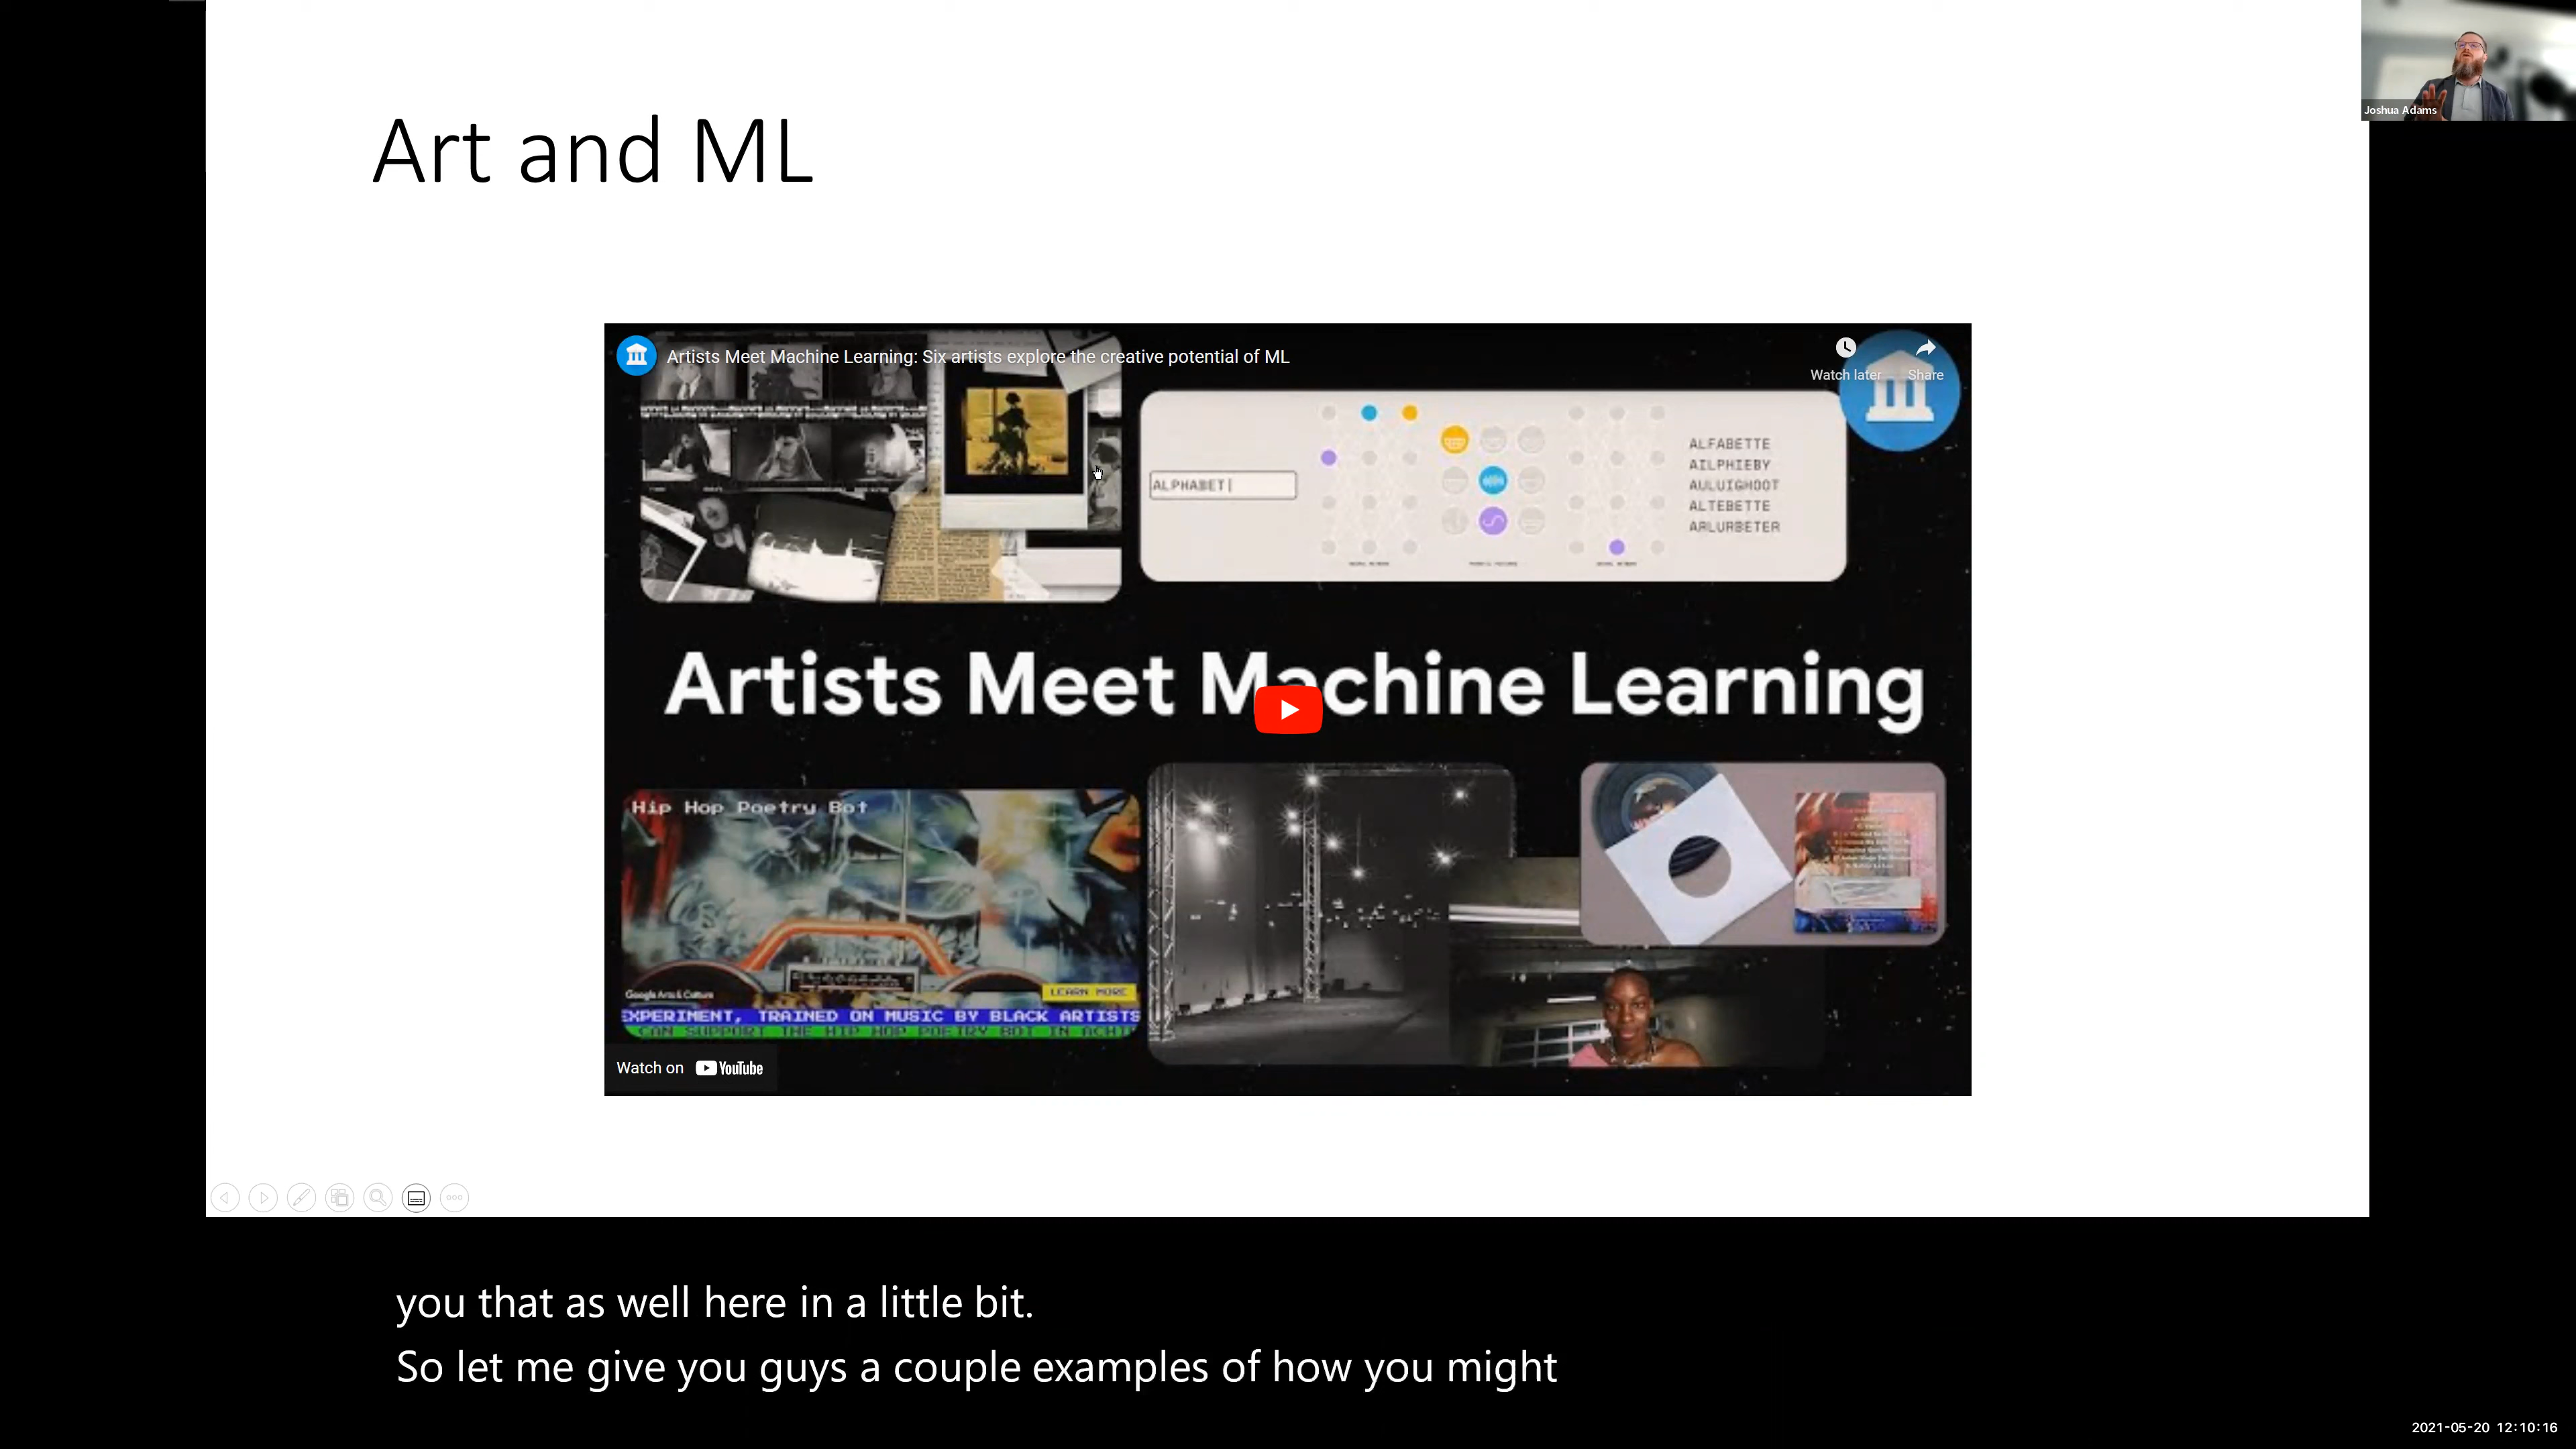 Art and ML
Joshua Adams
Artists Meet Machine Learning: Six artists explore the creative potential of ML
Watch later
Share
ALPHABET
ALFABETTE
AILPHIEBY
AULUIGHOOT
ALTEBETTE
ARLURBETER
Artists Meet Machine Learning
Hip Hop Poetry Bot
Google Arts & Culture
LEARN MORE
EXPERIMENT, TRAINED ON MUSIC BY BLACK ARTISTS
CAN SUPPORT THE HIP HOP POETRY BOT IN
Watch on YouTube
you that as well here in a little bit.
So let me give you guys a couple examples of how you might
2021-05-20 12:10:16